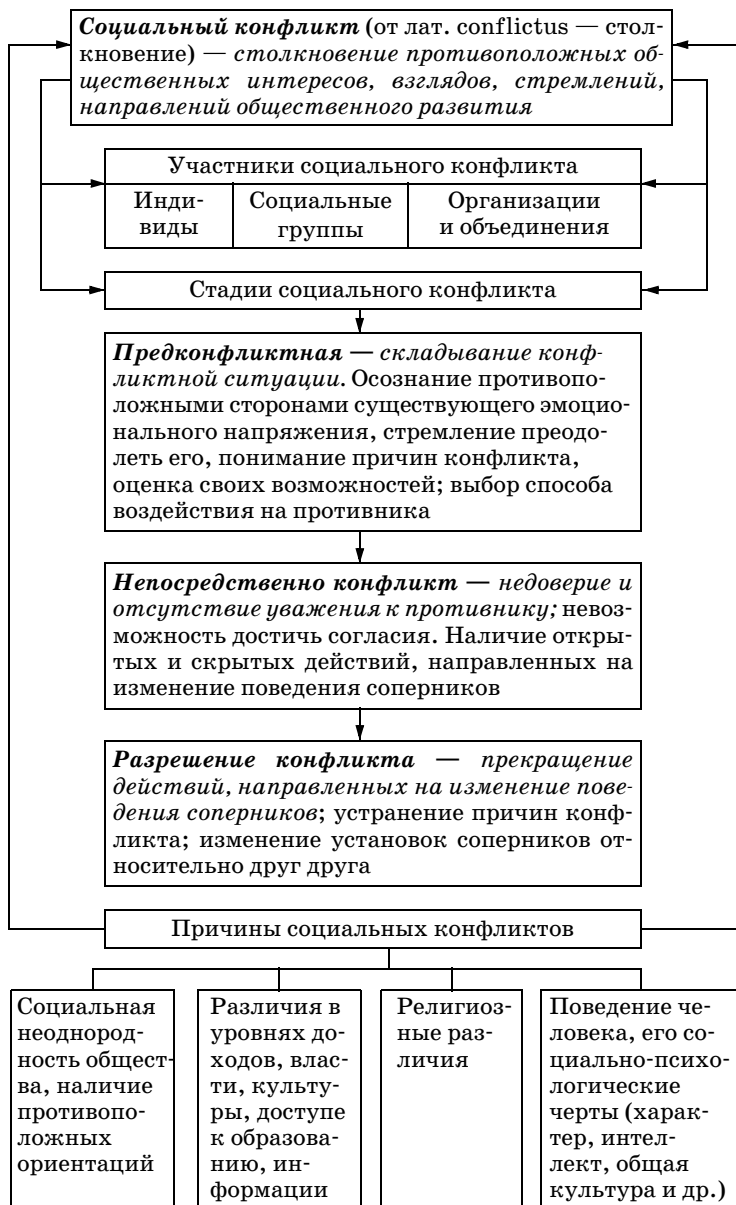 Социальный конфликт (от лат. conflictus — стол-
кновение) — столкновение противоположных об-
щественных интересов, взглядов, стремлений,
направлений общественного развития
Участники социального конфликта
Инди-
виды
Социальные
группы
Организации
и объединения
Стадии социального конфликта
Предконфликтная — складывание конф-
ликтной ситуации. Осознание противопо-
ложными сторонами существующего эмоцио-
нального напряжения, стремление преодо-
леть его, понимание причин конфликта,
оценка своих возможностей; выбор способа
воздействия на противника
Непосредственно конфликт — недоверие и
отсутствие уважения к противнику; невоз-
можность достичь согласия. Наличие откры-
тых и скрытых действий, направленных на
изменение поведения соперников
Разрешение конфликта — прекращение
действий, направленных на изменение пове-
дения соперников; устранение причин конф-
ликта; изменение установок соперников от-
носительно друг друга
Причины социальных конфликтов
Социальная
неоднород-
ность общест-
ва, наличие
противопо-
ложных
ориентаций
Различия в
уровнях до-
ходов, влас-
ти, культу-
ры, доступе
к образова-
нию, ин-
формации
Религиоз-
ные раз-
личия
Поведение че-
ловека, его со-
циально-психо-
логические
черты (харак-
тер, интел-
лект, общая
культура и др.)